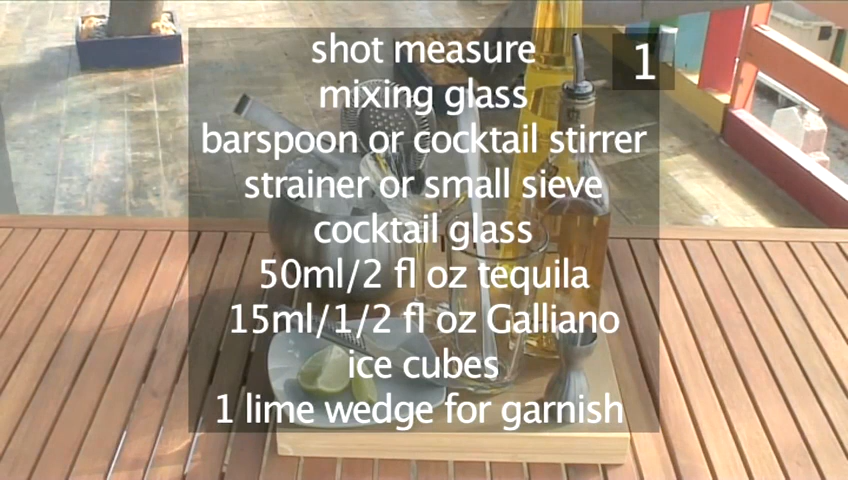 1
shot measure
mixing glass
barspoon or cocktail stirrer
strainer or small sieve
cocktail glass
50ml/2 fl oz tequila
15ml/1/2 fl oz Galliano
ice cubes
1 lime wedge for garnish